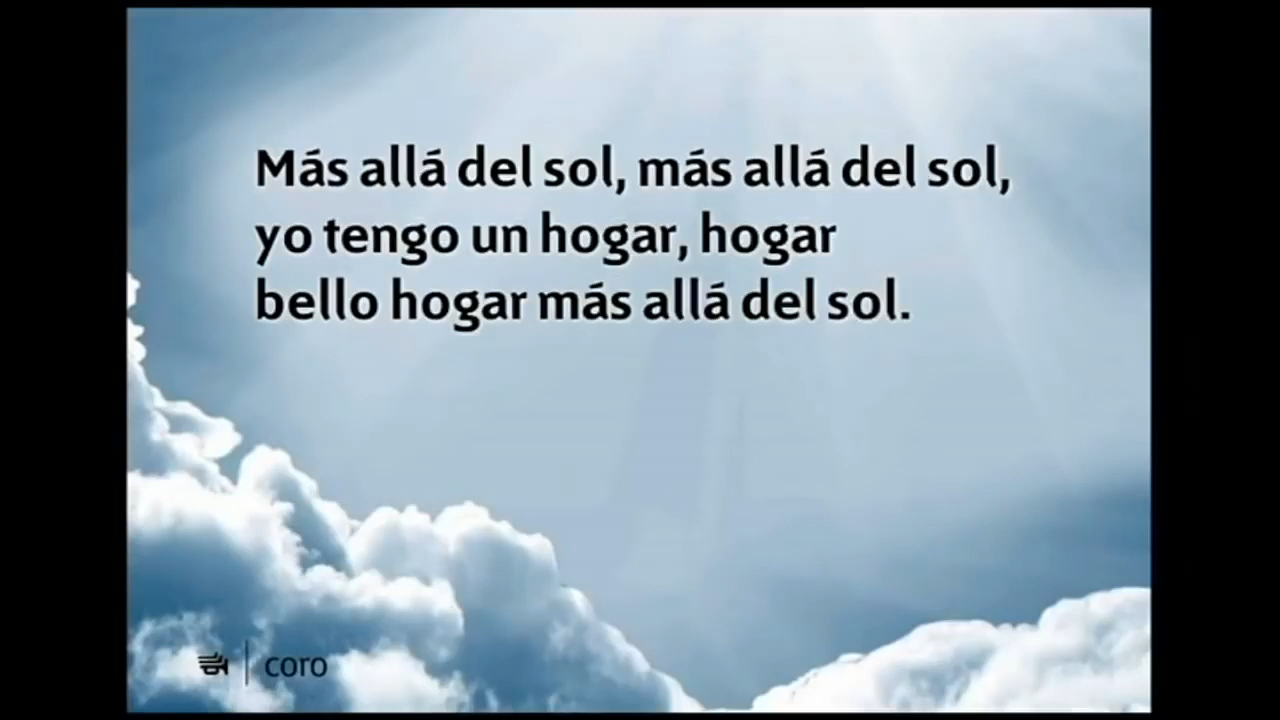 Más allá del sol, más allá del sol,
yo tengo un hogar, hogar
bello hogar más allá del sol.
coro